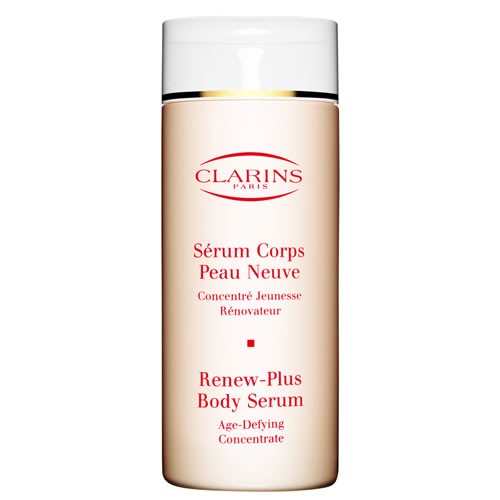 CLARINS
PARIS
Sérum Corps
Peau Neuve
Concentré Jeunesse
Rénovateur
Renew-Plus
Body Serum
Age-Defying
Concentrate